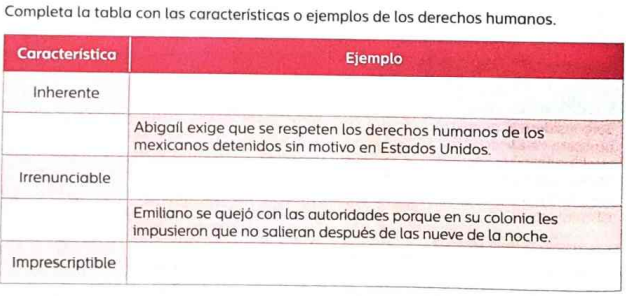 Completa la tabla con las características o ejemplos de los derechos humanos.
Característica
Ejemplo
Inherente
Abigaíl exige que se respeten los derechos humanos de los
mexicanos detenidos sin motivo en Estados Unidos.
Irrenunciable
Emiliano se quejó con las autoridades porque en su colonia les
impusieron que no salieran después de las nueve de la noche.
Imprescriptible